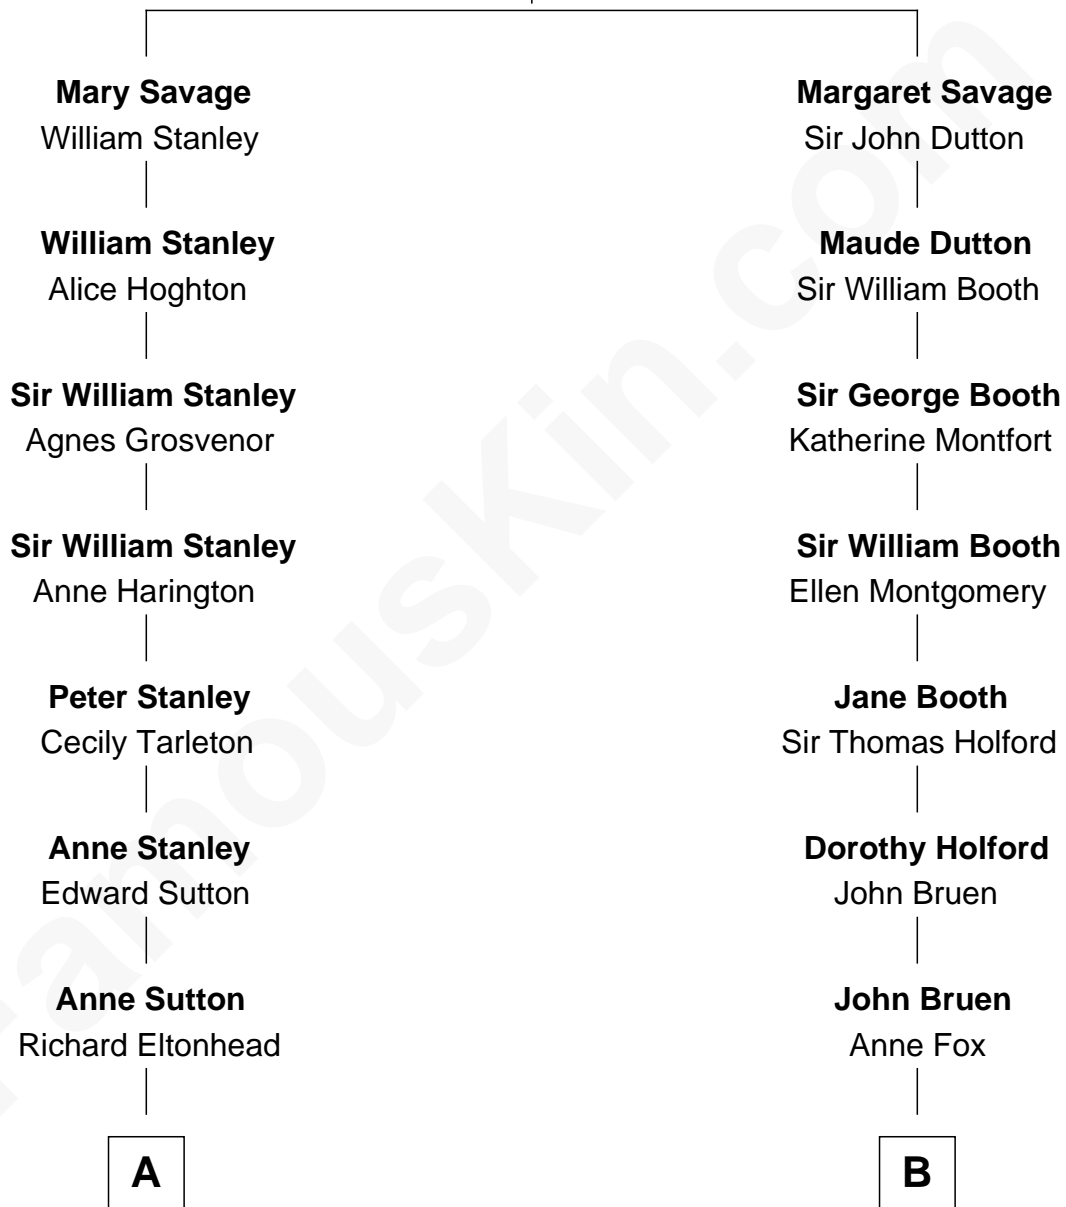 Mary Savage
William Stanley
William Stanley
Alice Hoghton
Sir William Stanley
Agnes Grosvenor
Sir William Stanley
Anne Harington
Peter Stanley
Cecily Tarleton
Anne Stanley
Edward Sutton
Anne Sutton
Richard Eltonhead
A
Margaret Savage
Sir John Dutton
Maude Dutton
Sir William Booth
Sir George Booth
Katherine Montfort
Sir William Booth
Ellen Montgomery
Jane Booth
Sir Thomas Holford
Dorothy Holford
John Bruen
John Bruen
Anne Fox
B
FamousKin.com